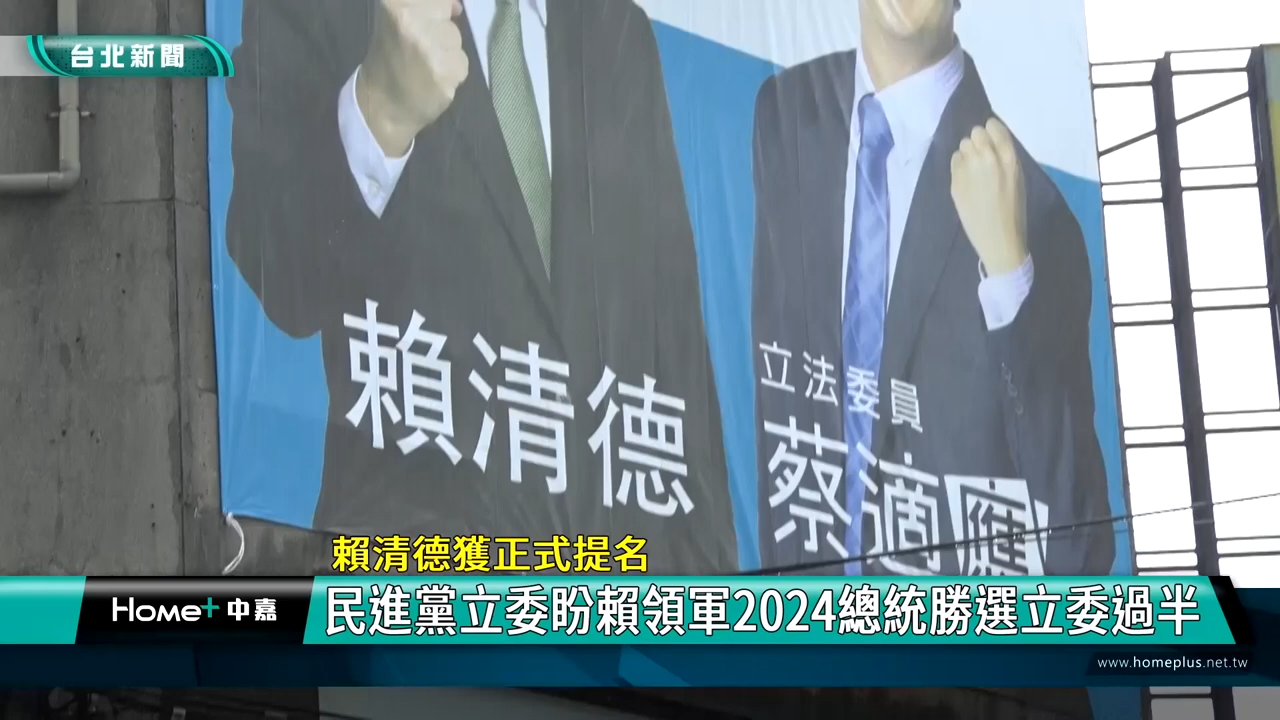 台北新聞
賴清德
立法委員
蔡適應
賴清德獲正式提名
Home+中嘉
民進黨立委盼賴領軍2024總統勝選立委過半
www.homeplus.net.tw